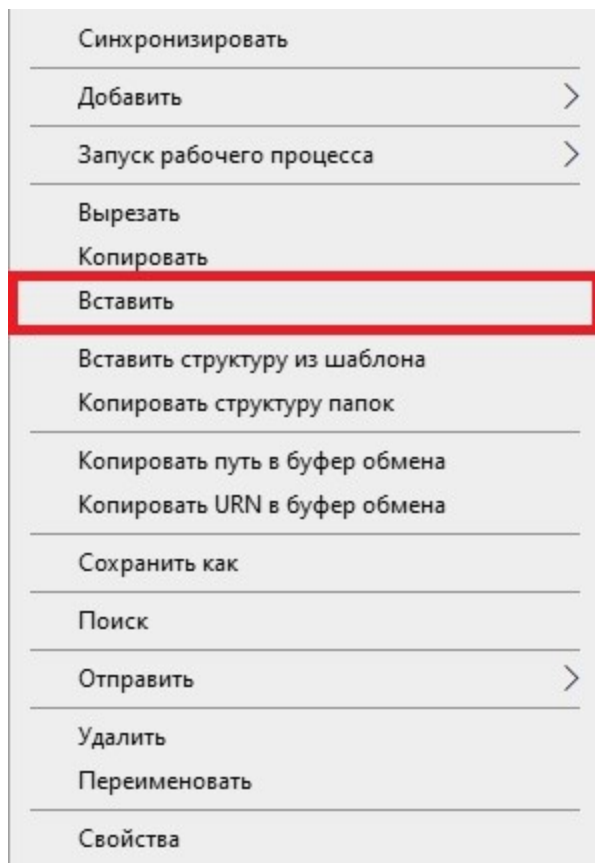 Синхронизировать
Добавить
Запуск рабочего процесса
Вырезать
Копировать
Вставить
Вставить структуру из шаблона
Копировать структуру папок
Копировать путь в буфер обмена
Копировать URN в буфер обмена
Сохранить как
Поиск
Отправить
Удалить
Переименовать
Свойства